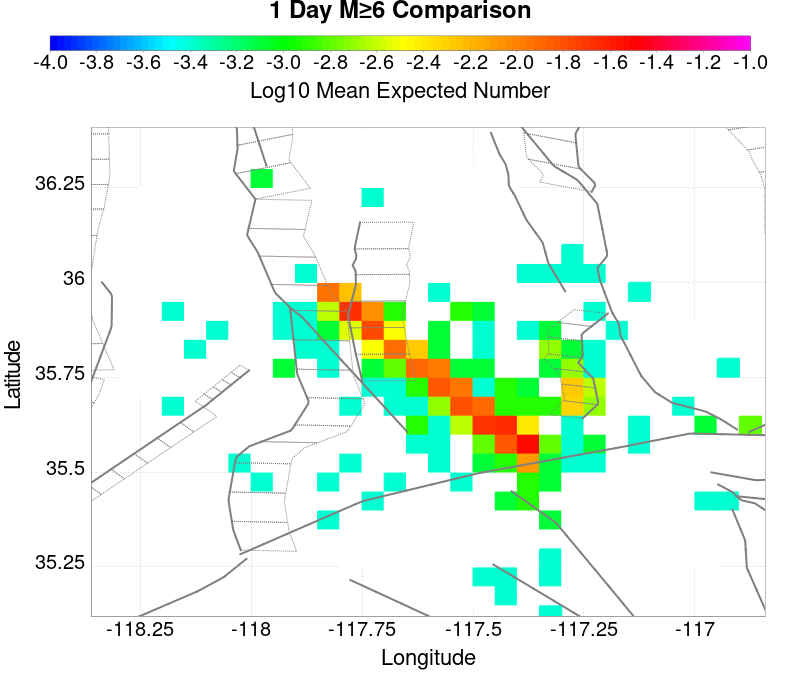 1 Day M≥6 Comparison
-4.0 -3.8 -3.6 -3.4 -3.2 -3.0 -2.8 -2.6 -2.4 -2.2 -2.0 -1.8 -1.6 -1.4 -1.2 -1.0
Log10 Mean Expected Number
36.25
36
35.75
35.5
35.25
Latitude
-118.25 -118 -117.75 -117.5 -117.25 -117
Longitude